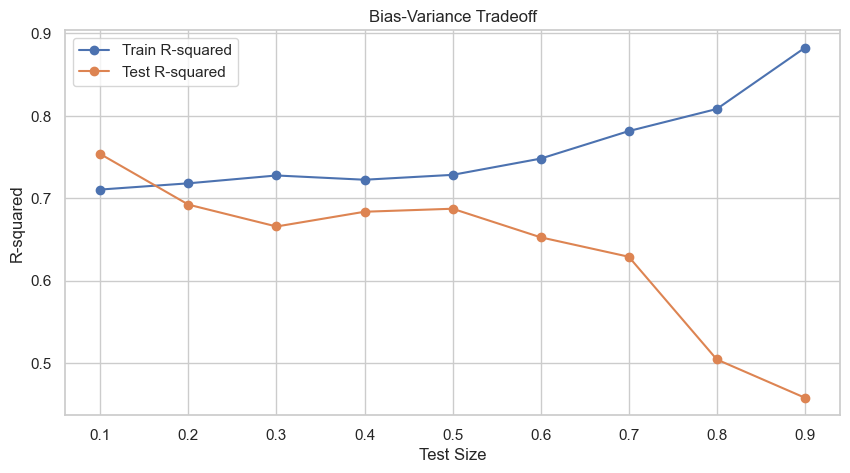 Bias-Variance Tradeoff
0.9
Train R-squared
Test R-squared
0.8
0.7
R-squared
0.6
0.5
0.1 0.2 0.3 0.4 0.5 0.6 0.7 0.8 0.9
Test Size